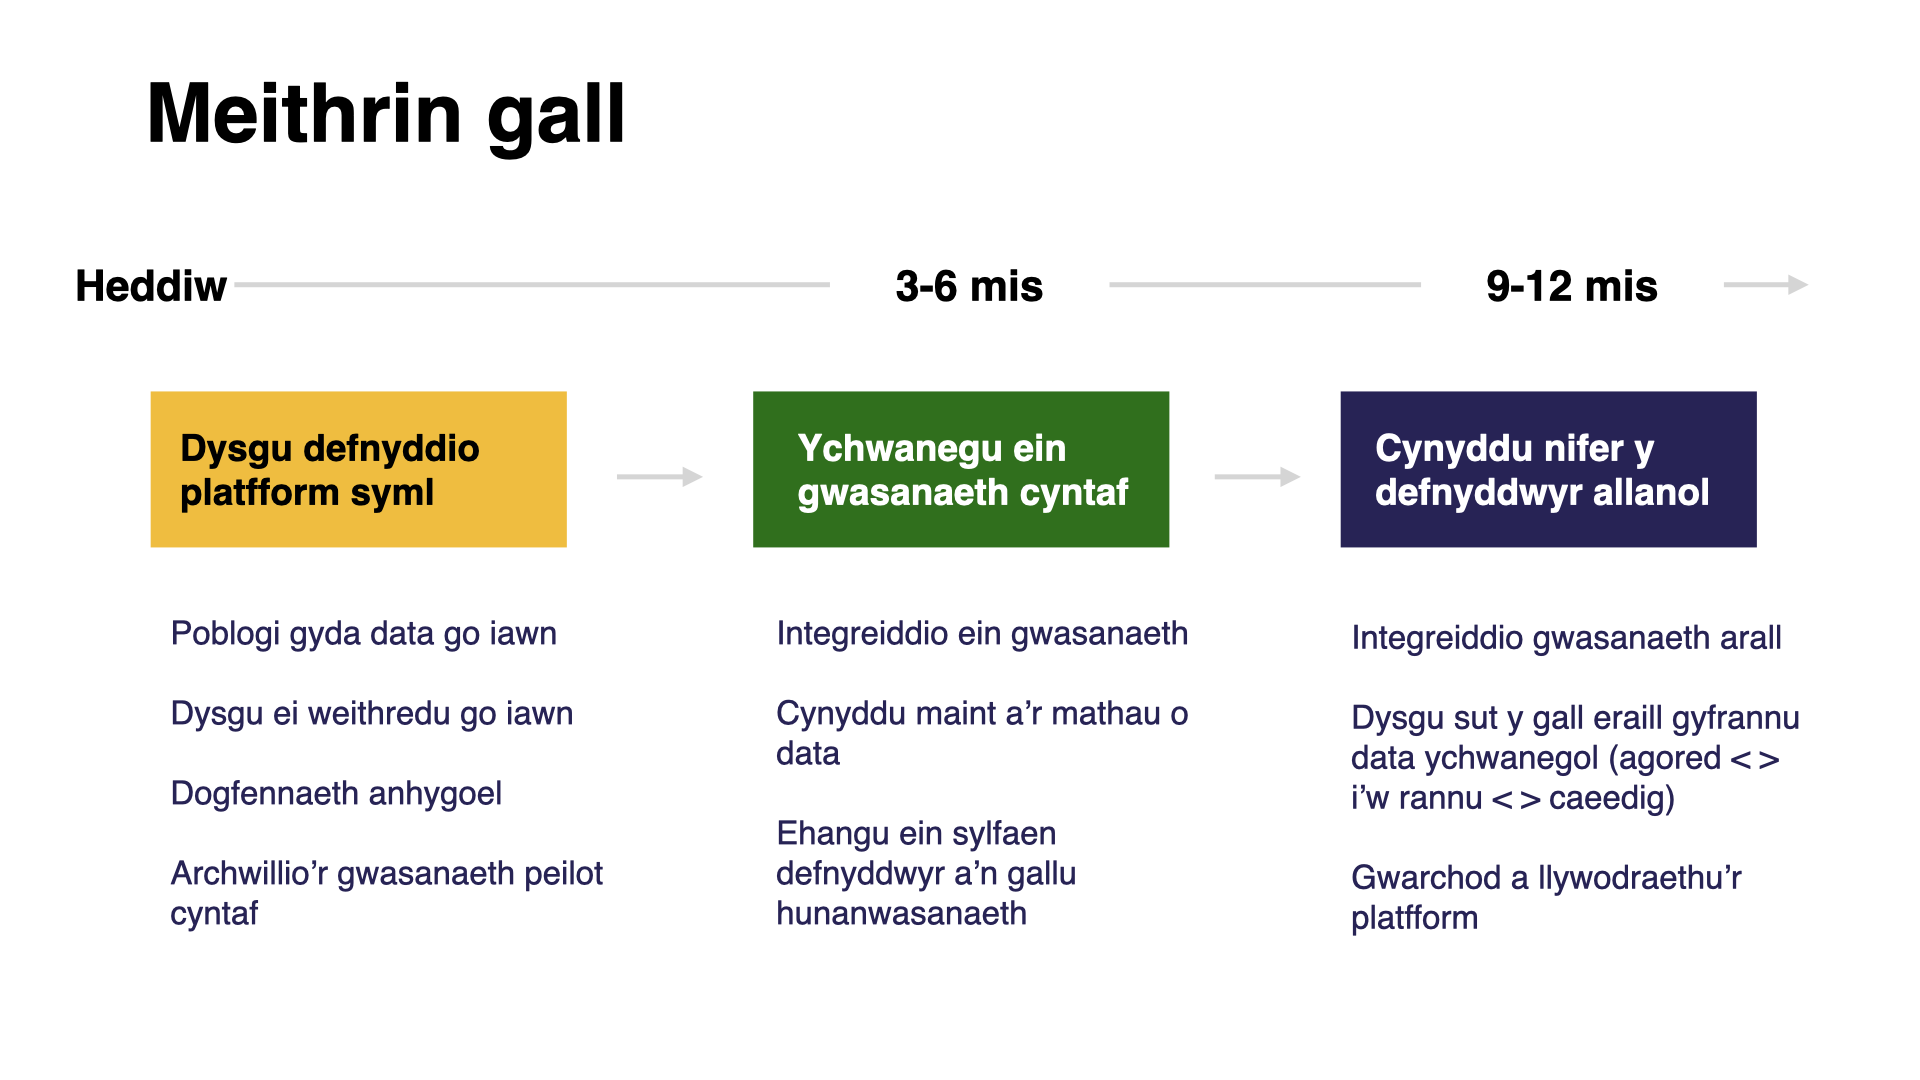 Meithrin gall
Heddiw
3-6 mis
9-12 mis
Dysgu defnyddio
platfform syml
Ychwanegu ein
gwasanaeth cyntaf
Cynyddu nifer y
defnyddwyr allanol
Poblogi gyda data go iawn
Dysgu ei weithredu go iawn
Dogfennaeth anhygoel
Archwillio’r gwasanaeth peilot
cyntaf
Integreiddio ein gwasanaeth
Cynyddu maint a’r mathau o
data
Ehangu ein sylfaen
defnyddwyr a’n gallu
hunanwasanaeth
Integreiddio gwasanaeth arall
Dysgu sut y gall eraill gyfrannu
data ychwanegol (agored < >
i’w rannu < > caeedig)
Gwarchod a llywodraethu’r
platfform